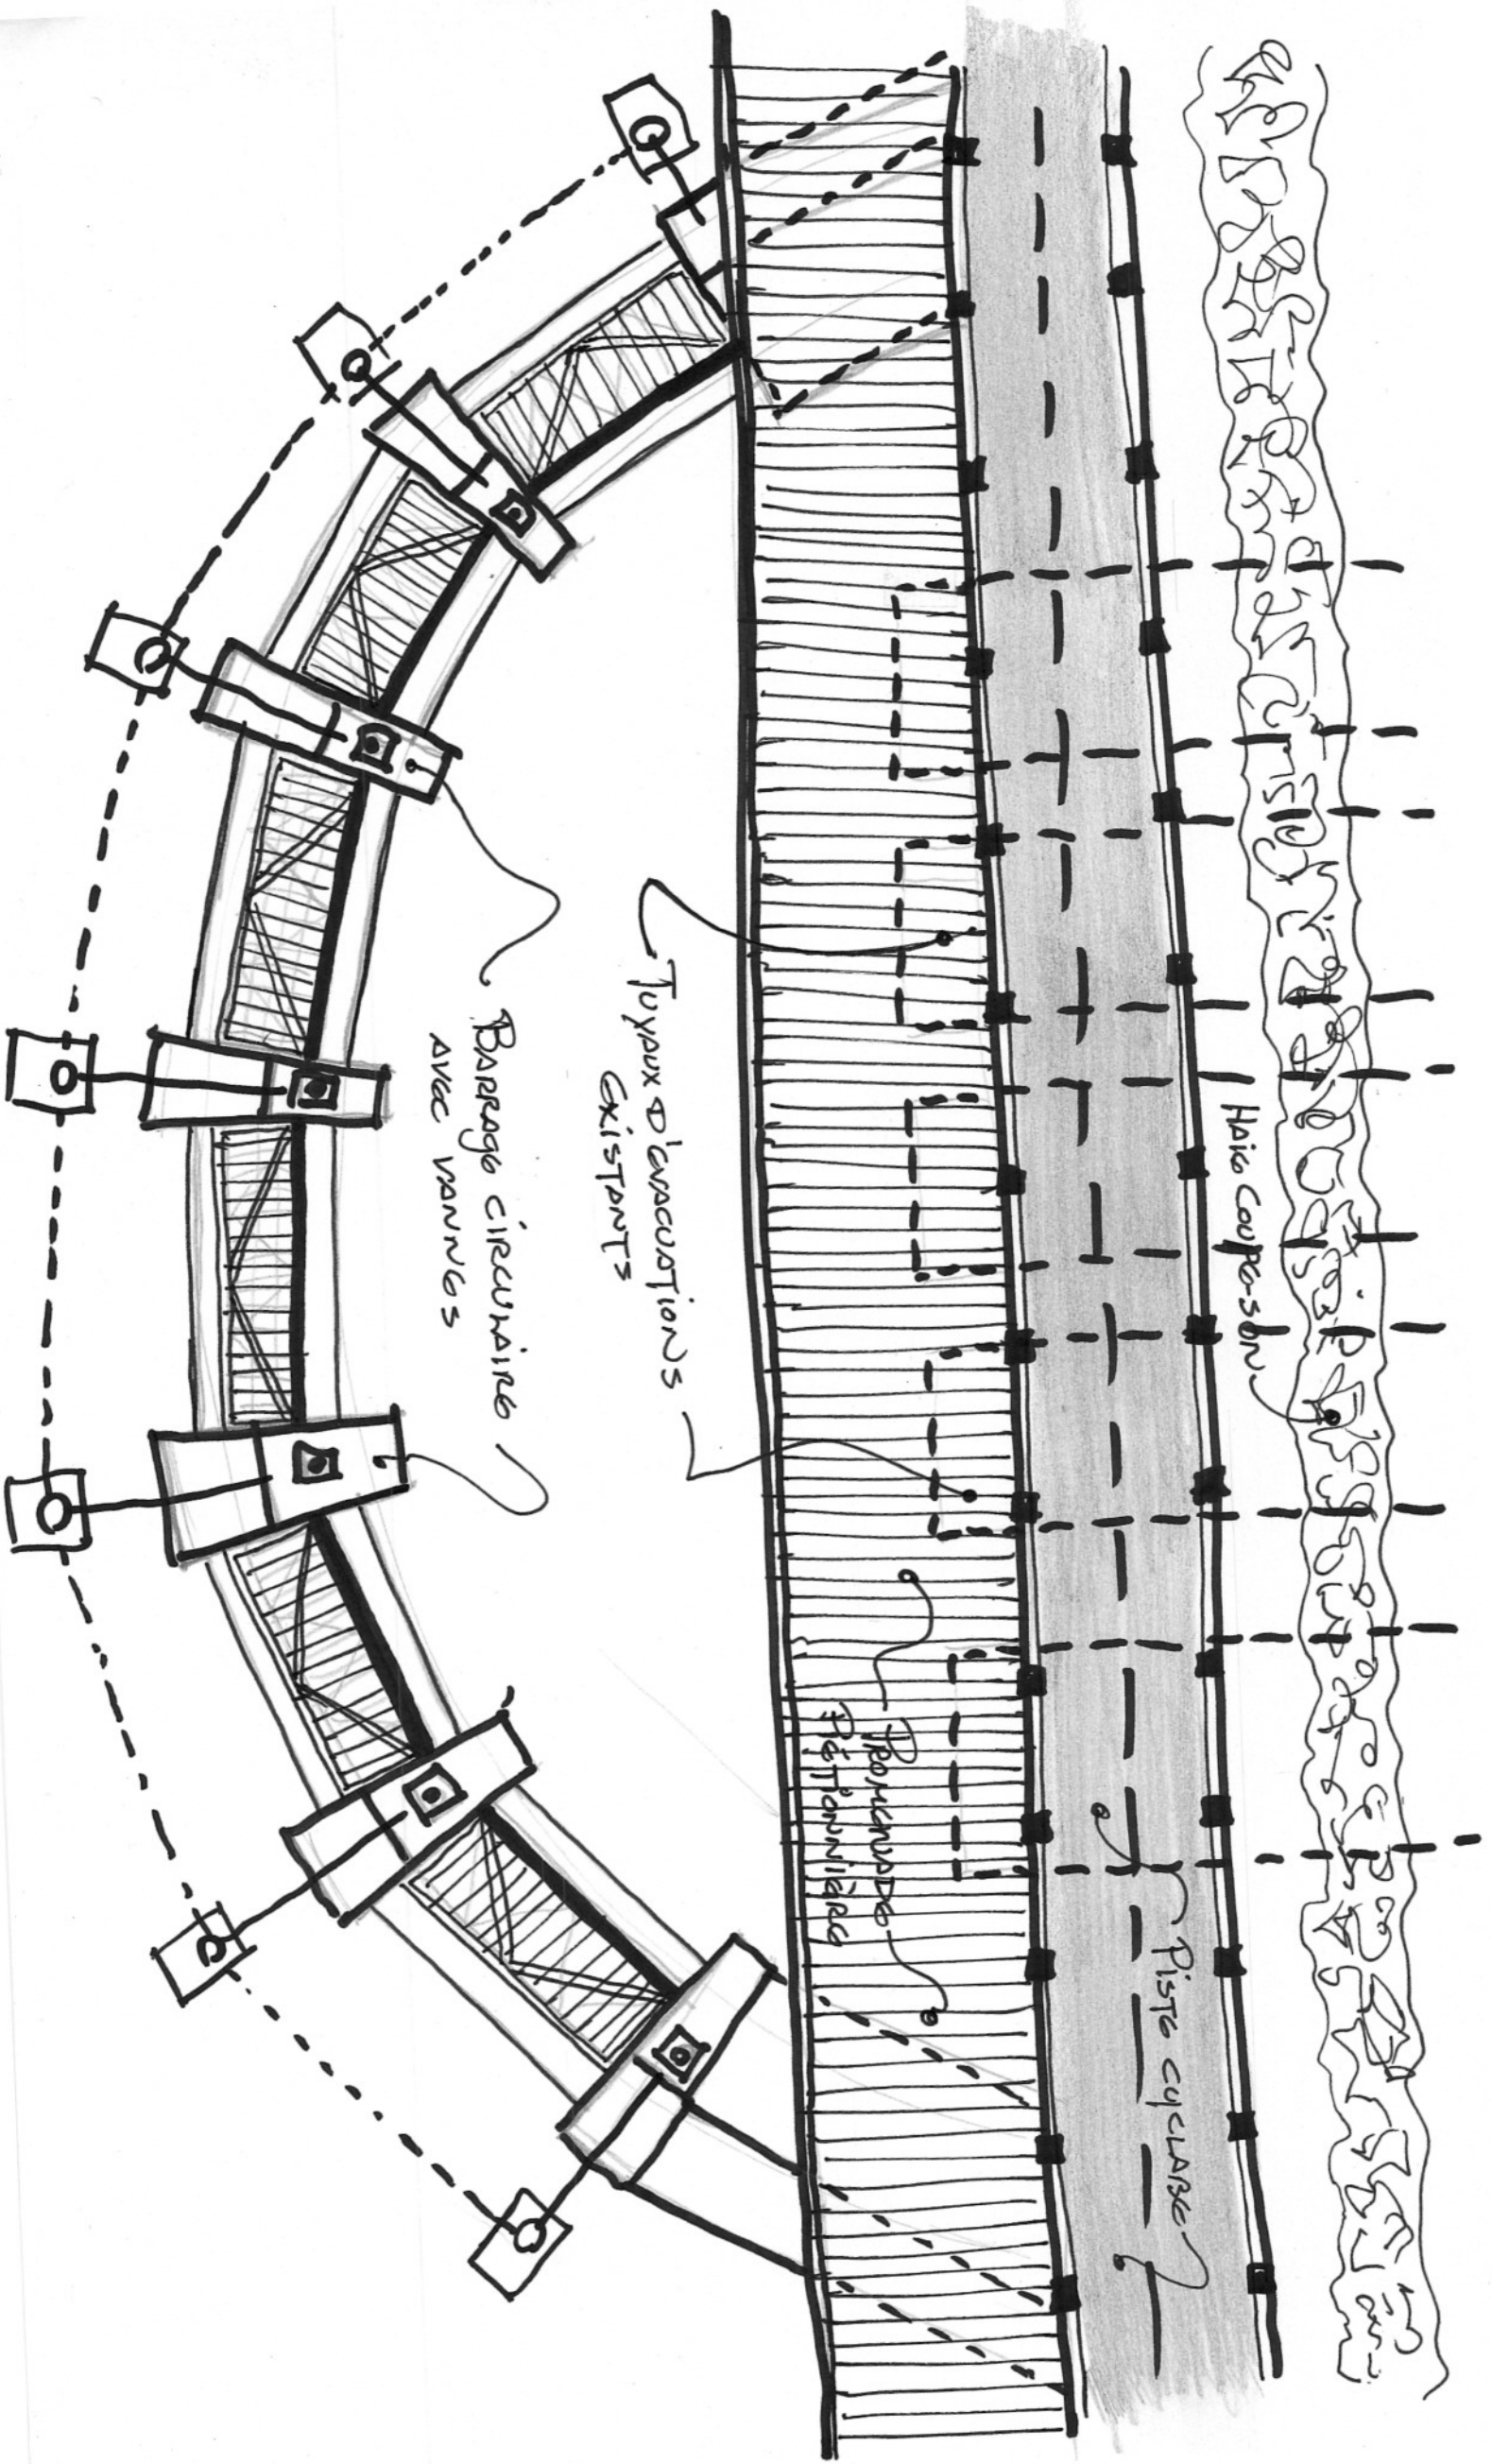 Haie Coupe-son
Piste cyclable
Promenade
Piétonnière
Tuyaux d'évacuations
existants
Barrage circulaire
avec vannes